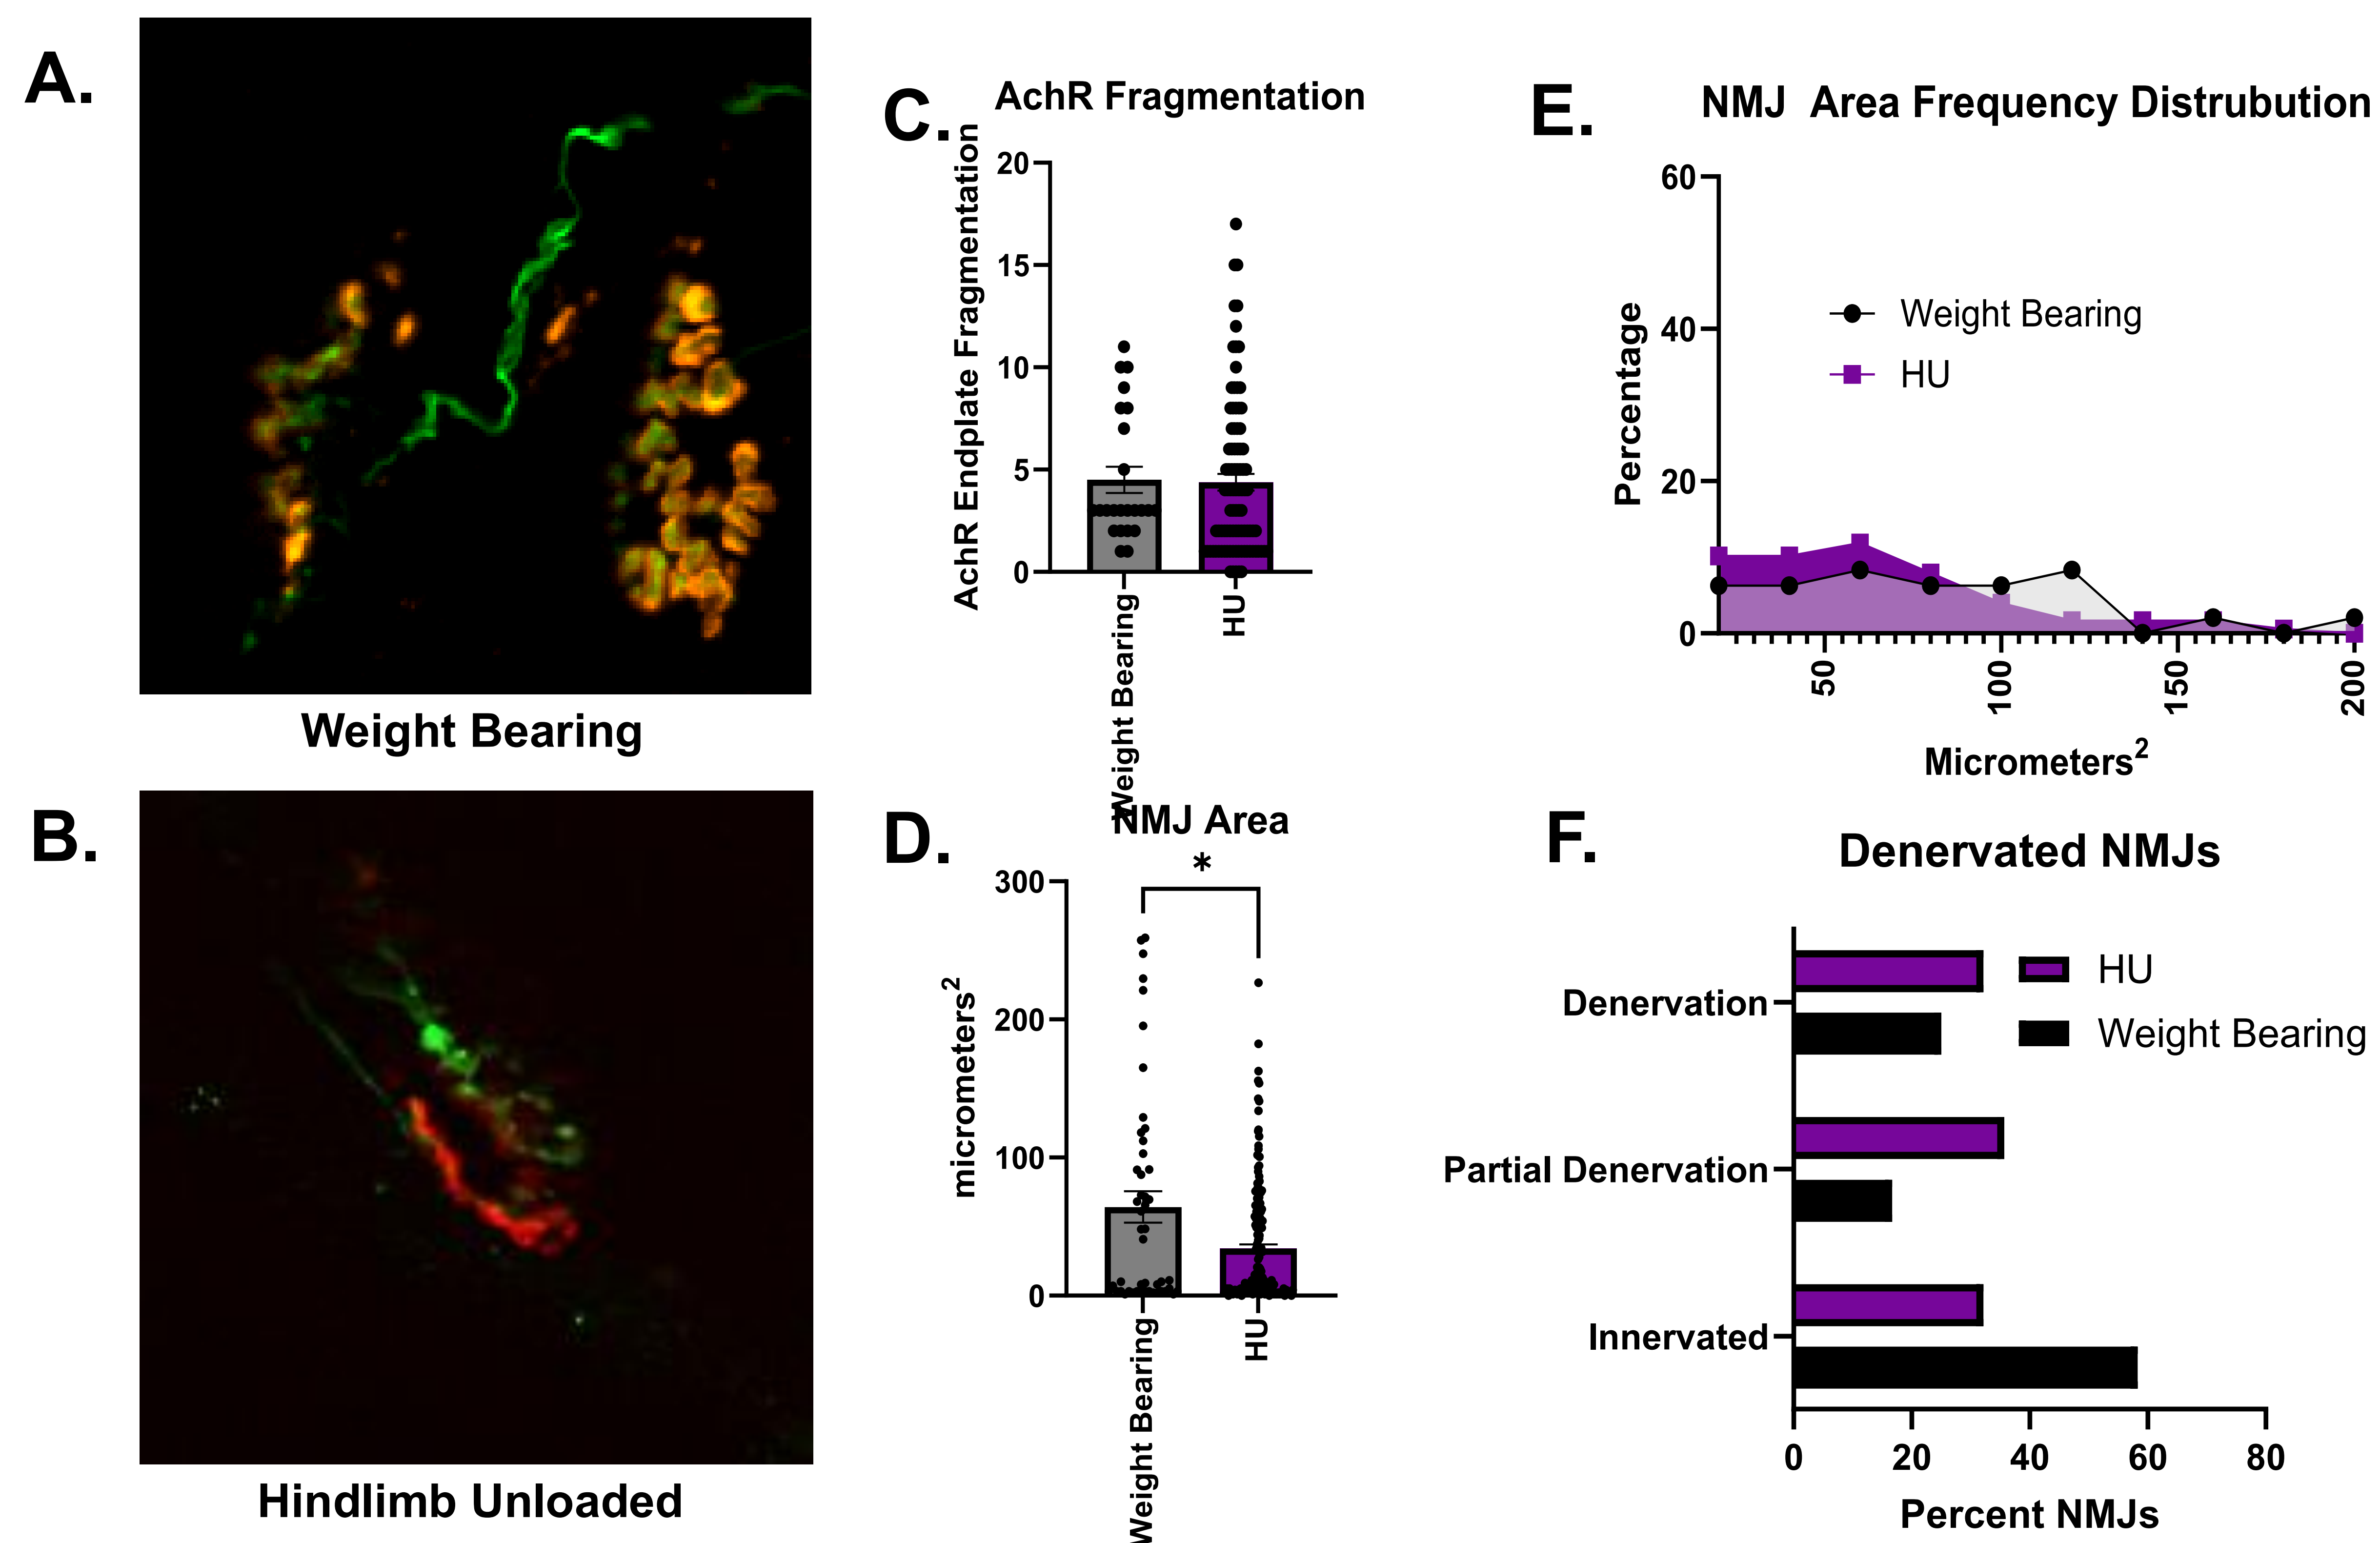 A.
Weight Bearing
B.
Hindlimb Unloaded
C.
AchR Fragmentation
AchR Endplate Fragmentation
20
15
10
5
0
Weight Bearing
HU
D.
NMJ Area
*
micrometers2
300
200
100
0
Weight Bearing
HU
E.
NMJ Area Frequency Distrubution
Percentage
60
40
20
0
Weight Bearing
HU
50
100
150
200
Micrometers2
F.
Denervated NMJs
HU
Weight Bearing
Denervation
Partial Denervation
Innervated
0
20
40
60
80
Percent NMJs